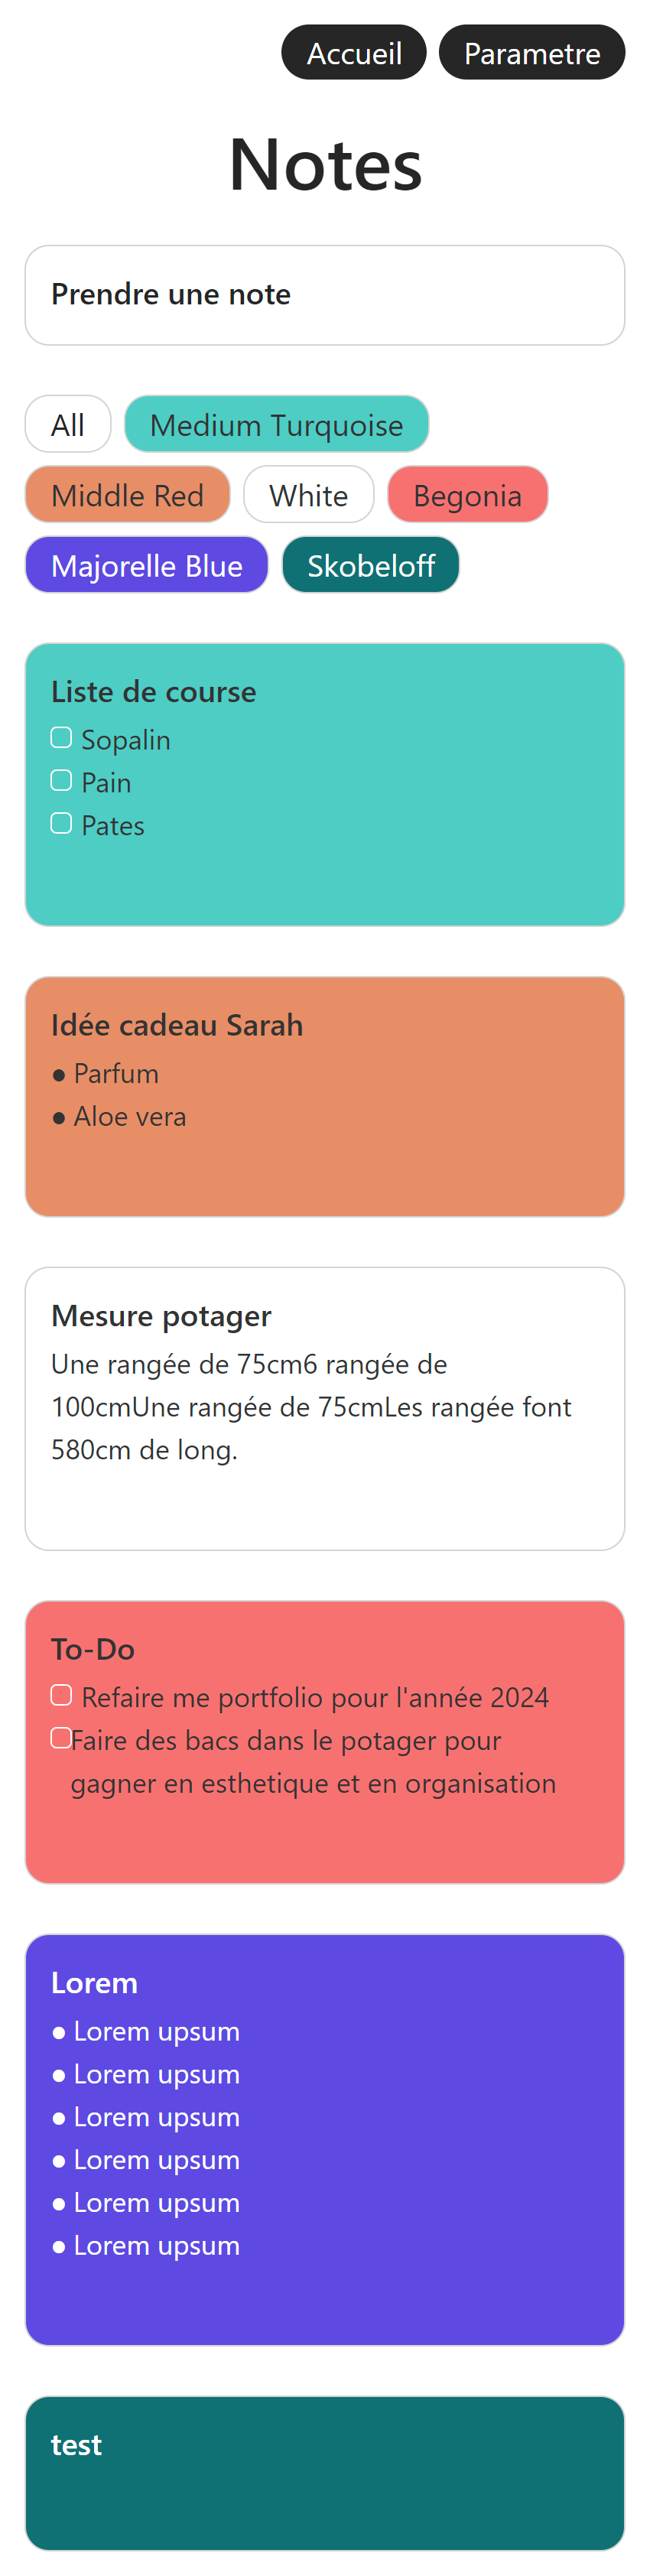 Accueil Parametre
Notes
Prendre une note
All Medium Turquoise
Middle Red White Begonia
Majorelle Blue Skobeloff
Liste de course
Sopalin
Pain
Pates
Idée cadeau Sarah
• Parfum
• Aloe vera
Mesure potager
Une rangée de 75cm6 rangée de
100cmUne rangée de 75cmLes rangée font
580cm de long.
To-Do
Refaire me portfolio pour l'année 2024
Faire des bacs dans le potager pour
gagner en esthetique et en organisation
Lorem
• Lorem upsum
• Lorem upsum
• Lorem upsum
• Lorem upsum
• Lorem upsum
• Lorem upsum
test